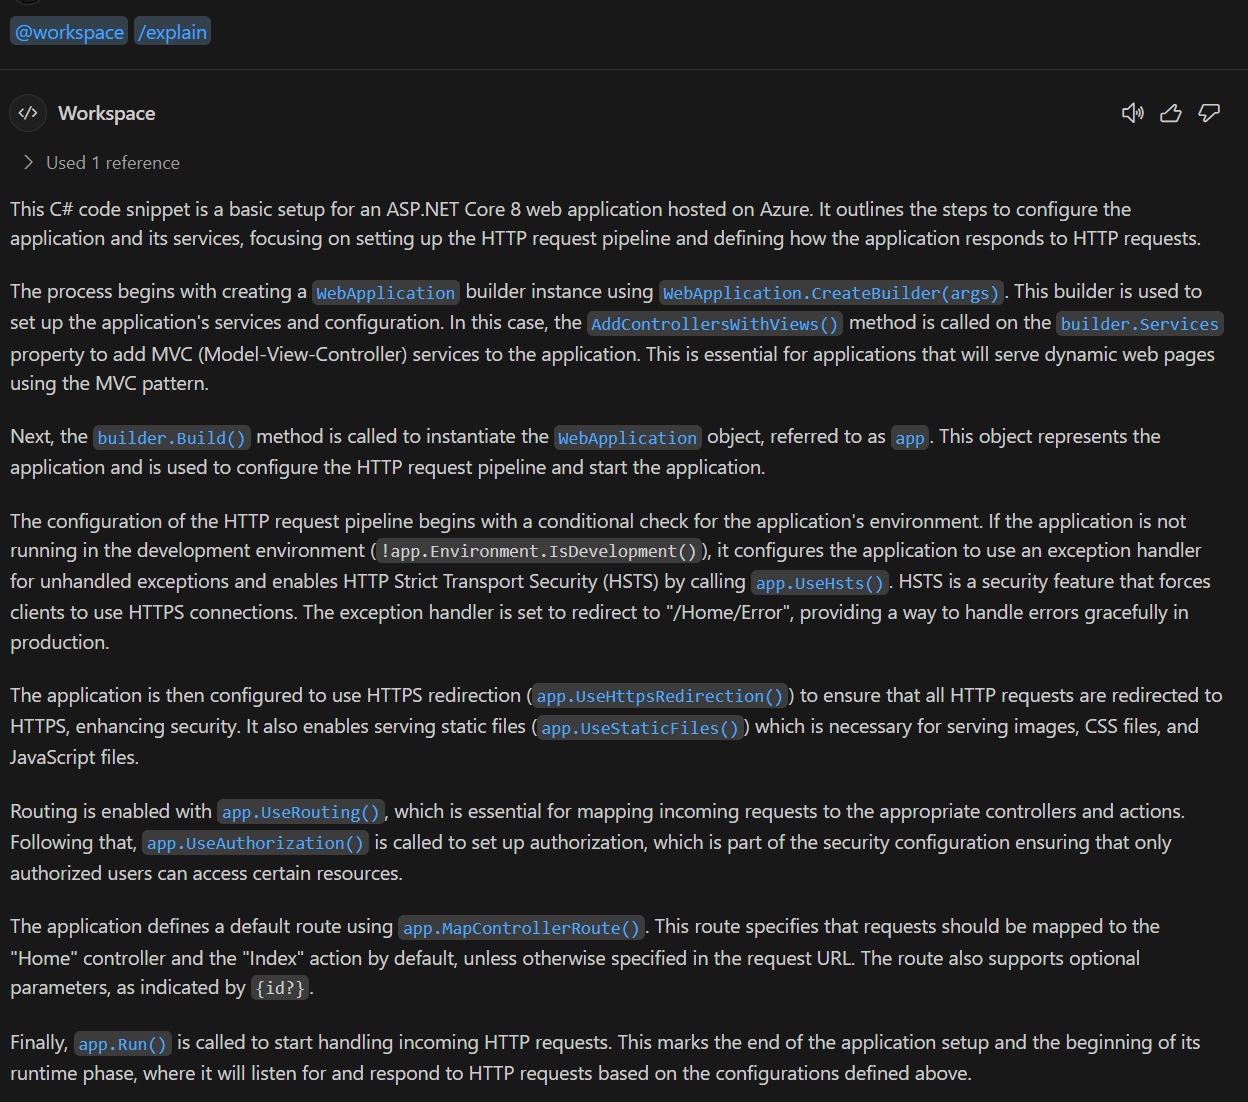 @workspace /explain
Workspace
Used 1 reference
This C# code snippet is a basic setup for an ASP.NET Core 8 web application hosted on Azure. It outlines the steps to configure the
application and its services, focusing on setting up the HTTP request pipeline and defining how the application responds to HTTP requests.
The process begins with creating a WebApplication builder instance using WebApplication.CreateBuilder(args). This builder is used to
set up the application's services and configuration. In this case, the AddControllersWithViews() method is called on the builder.Services
property to add MVC (Model-View-Controller) services to the application. This is essential for applications that will serve dynamic web pages
using the MVC pattern.
Next, the builder.Build() method is called to instantiate the WebApplication object, referred to as app. This object represents the
application and is used to configure the HTTP request pipeline and start the application.
The configuration of the HTTP request pipeline begins with a conditional check for the application's environment. If the application is not
running in the development environment (!app.Environment.IsDevelopment()), it configures the application to use an exception handler
for unhandled exceptions and enables HTTP Strict Transport Security (HSTS) by calling app.UseHsts(). HSTS is a security feature that forces
clients to use HTTPS connections. The exception handler is set to redirect to "/Home/Error", providing a way to handle errors gracefully in
production.
The application is then configured to use HTTPS redirection (app.UseHttpsRedirection()) to ensure that all HTTP requests are redirected to
HTTPS, enhancing security. It also enables serving static files (app.UseStaticFiles()) which is necessary for serving images, CSS files, and
JavaScript files.
Routing is enabled with app.UseRouting(), which is essential for mapping incoming requests to the appropriate controllers and actions.
Following that, app.UseAuthorization() is called to set up authorization, which is part of the security configuration ensuring that only
authorized users can access certain resources.
The application defines a default route using app.MapControllerRoute(). This route specifies that requests should be mapped to the
"Home" controller and the "Index" action by default, unless otherwise specified in the request URL. The route also supports optional
parameters, as indicated by {id?}.
Finally, app.Run() is called to start handling incoming HTTP requests. This marks the end of the application setup and the beginning of its
runtime phase, where it will listen for and respond to HTTP requests based on the configurations defined above.